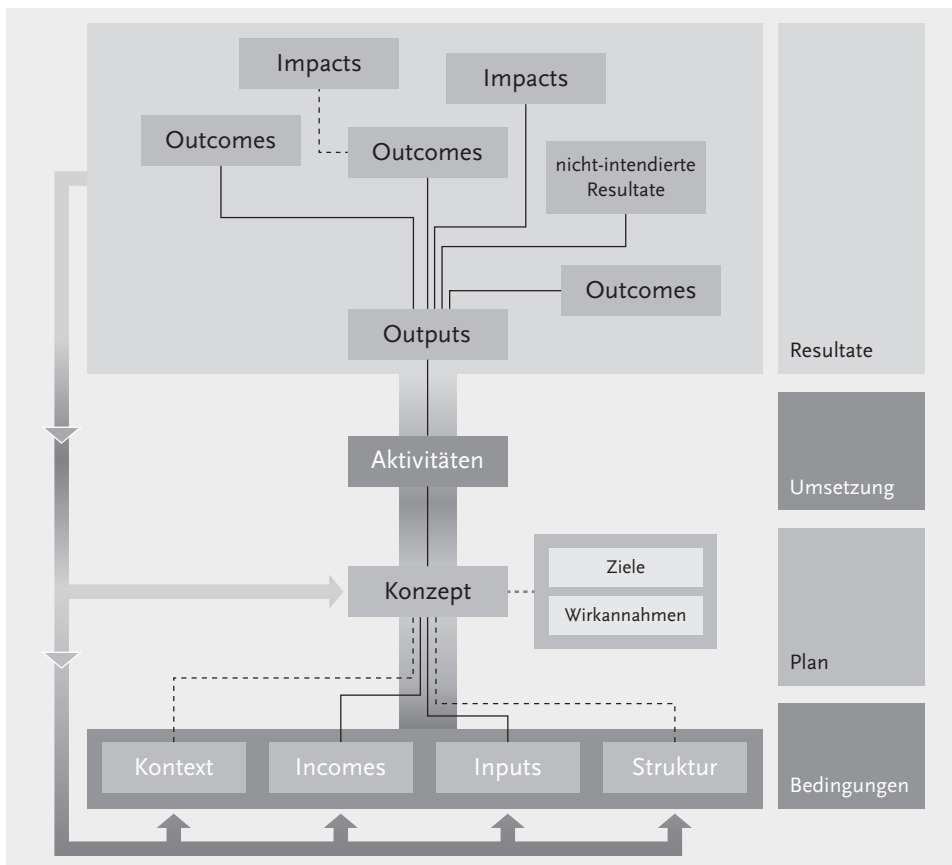 Impacts
Impacts
Outcomes
Outcomes
nicht-intendierte
Resultate
Outcomes
Outputs
Resultate
Aktivitäten
Umsetzung
Konzept
Ziele
Wirkannahmen
Plan
Kontext
Incomes
Inputs
Struktur
Bedingungen